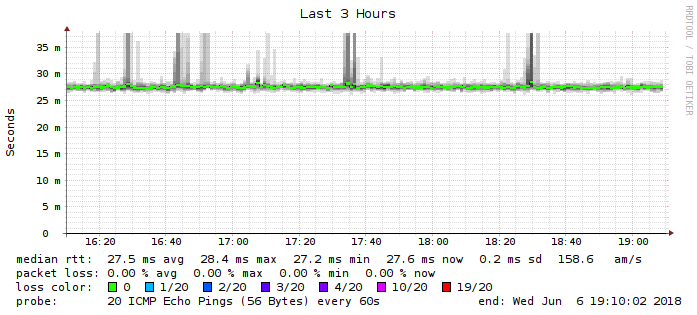 Last 3 Hours
RRDTOOL / TOBI OETIKER
Seconds
35 m
30 m
25 m
20 m
15 m
10 m
5 m
0
16:20 16:40 17:00 17:20 17:40 18:00 18:20 18:40 19:00
median rtt: 27.5 ms avg 28.4 ms max 27.2 ms min 27.6 ms now 0.2 ms sd 158.6 am/s
packet loss: 0.00 % avg 0.00 % max 0.00 % min 0.00 % now
loss color: 0 1/20 2/20 3/20 4/20 10/20 19/20
probe: 20 ICMP Echo Pings (56 Bytes) every 60s end: Wed Jun 6 19:10:02 2018